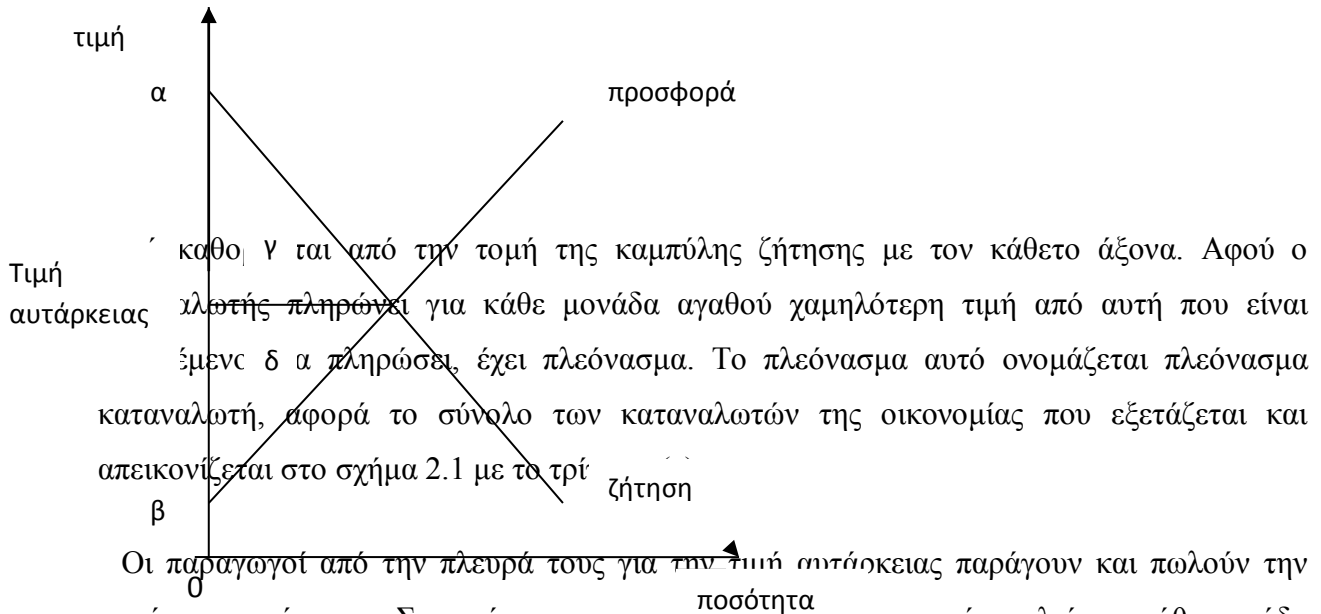 τιμή
α προσφορά
γ ται από την τομή της καμπύλης ζήτησης με τον κάθετο άξονα. Αφού ο
Τιμή
αυτάρκειας πληρώνει για κάθε μονάδα αγαθού χαμηλότερη τιμή από αυτή που είναι
δ α πληρώσει, έχει πλεόνασμα. Το πλεόνασμα αυτό ονομάζεται πλεόνασμα
καταναλωτή, αφορά το σύνολο των καταναλωτών της οικονομίας που εξετάζεται και
απεικονίζεται στο σχήμα 2.1 με το τρί
ζήτηση
β
Οι παραγωγοί από την πλευρά τους για την τιμή αυτάρκειας παράγουν και πωλούν την
0
ποσότητα